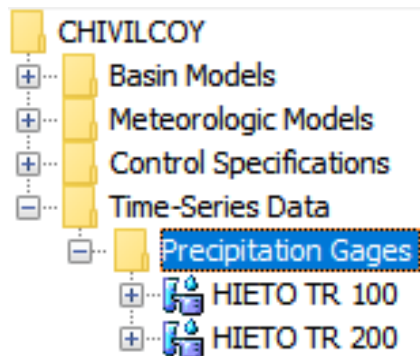 CHIVILCOY
Basin Models
Meteorologic Models
Control Specifications
Time-Series Data
Precipitation Gages
HIETO TR 100
HIETO TR 200